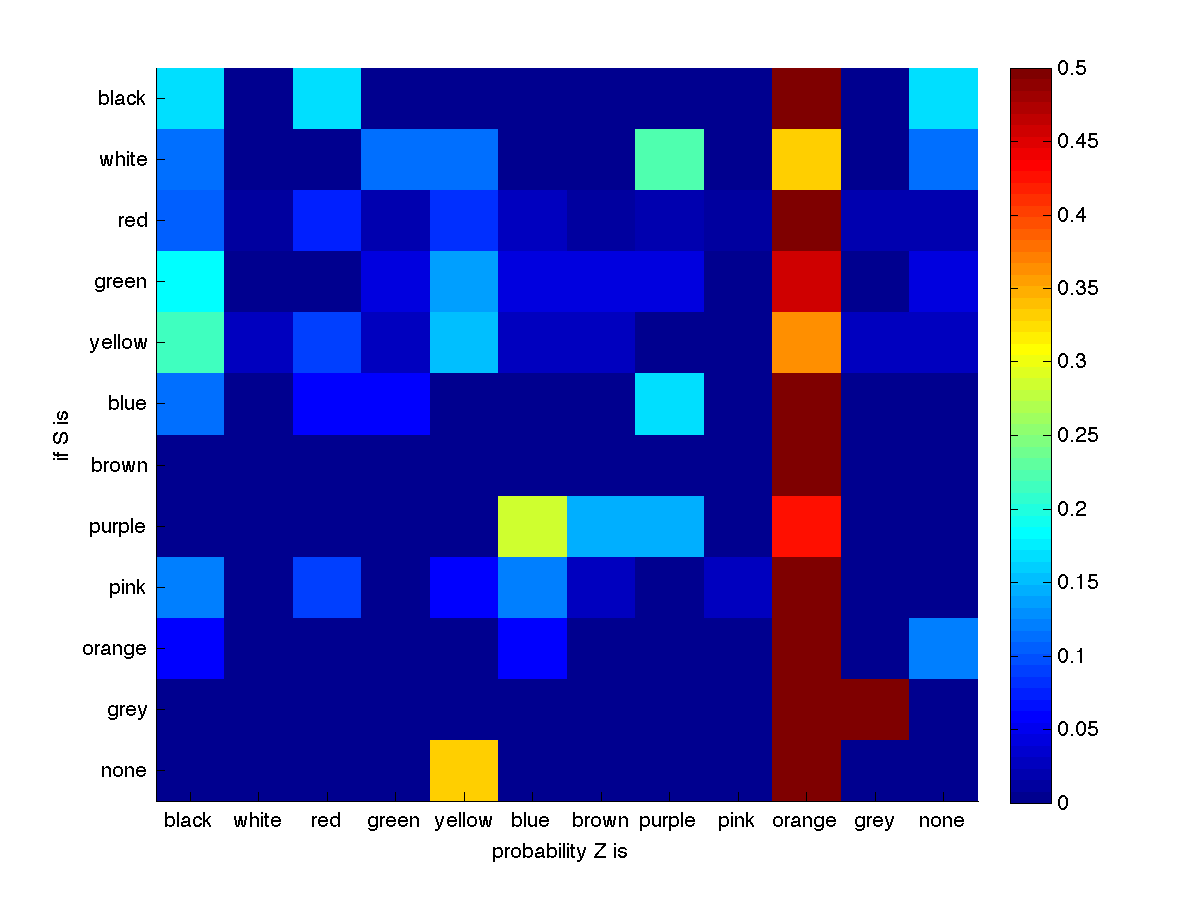 black
white
red
green
yellow
blue
brown
purple
pink
orange
grey
none
if S is
black white red green yellow blue brown purple pink orange grey none
probability Z is
0.5
0.45
0.4
0.35
0.3
0.25
0.2
0.15
0.1
0.05
0